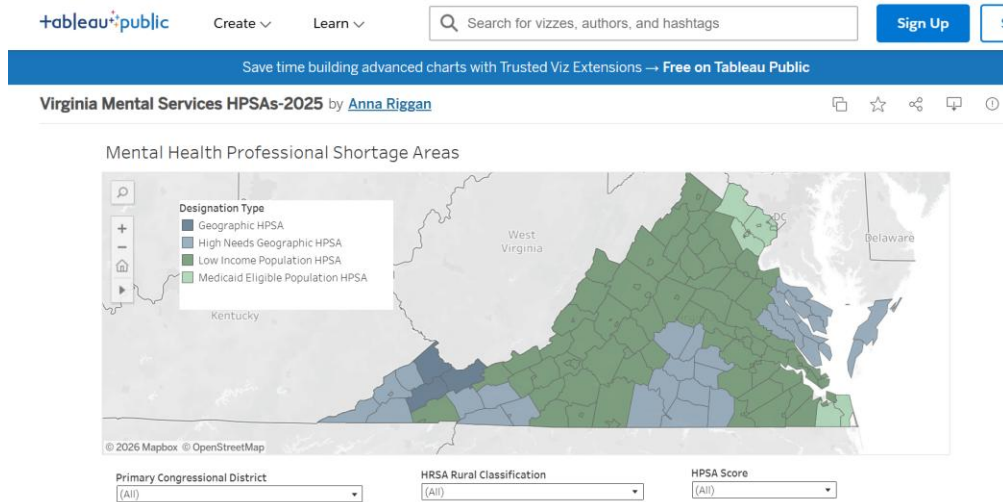 +ableau public
Create
Learn
Search for vizzes, authors, and hashtags
Sign Up
Save time building advanced charts with Trusted Viz Extensions → Free on Tableau Public
Virginia Mental Services HPSAs-2025 by Anna Riggan
Mental Health Professional Shortage Areas
Designation Type
Geographic HPSA
High Needs Geographic HPSA
Low Income Population HPSA
Medicaid Eligible Population HPSA
West
Virginia
DC
Delaware
Kentucky
© 2026 Mapbox © OpenStreetMap
Primary Congressional District
(All)
HRSA Rural Classification
(All)
HPSA Score
(All)